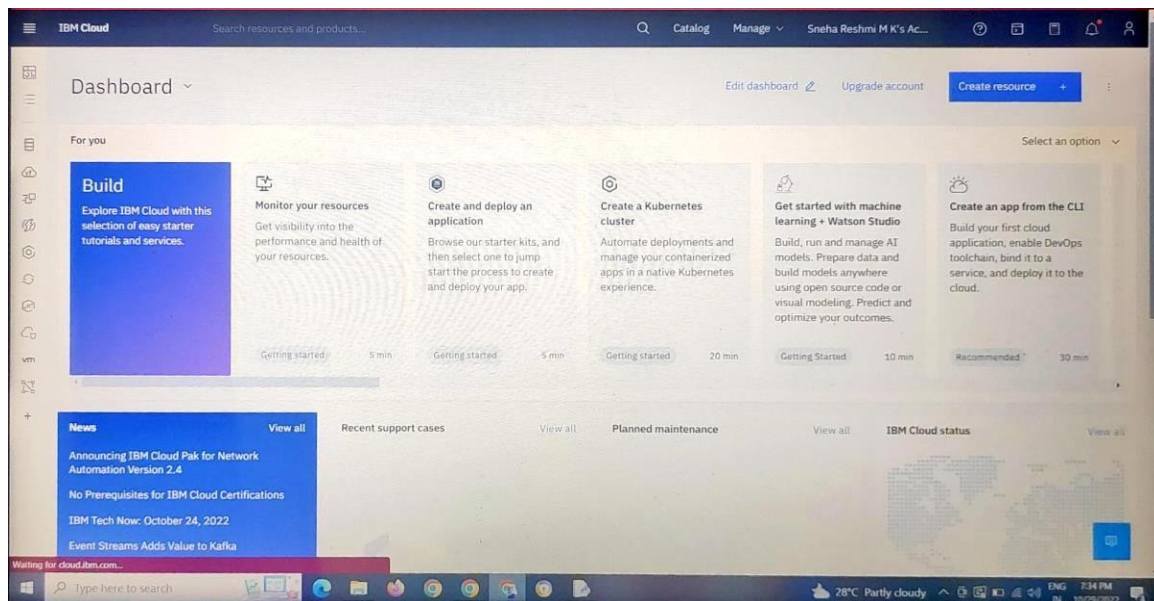 IBM Cloud Search resources and products... Catalog Manage Sneha Reshmi M K's Ac...
Dashboard Edit dashboard Upgrade account Create resource +
For you Select an option
Build
Explore IBM Cloud with this
selection of easy starter
tutorials and services.
Monitor your resources
Get visibility into the
performance and health of
your resources.
Getting started 5 min
Create and deploy an
application
Browse our starter kits, and
then select one to jump
start the process to create
and deploy your app.
Getting started 5 min
Create a Kubernetes
cluster
Automate deployments and
manage your containerized
apps in a native Kubernetes
experience.
Getting started 20 min
Get started with machine
learning + Watson Studio
Build, run and manage AI
models. Prepare data and
build models anywhere
using open source code or
visual modeling. Predict and
optimize your outcomes.
Getting Started 10 min
Create an app from the CLI
Build your first cloud
application, enable DevOps
toolchain, bind it to a
service, and deploy it to the
cloud.
Recommended 30 min
vm
News View all
Announcing IBM Cloud Pak for Network
Automation Version 2.4
No Prerequisites for IBM Cloud Certifications
IBM Tech Now: October 24, 2022
Event Streams Adds Value to Kafka
Recent support cases View all
Planned maintenance View all
IBM Cloud status View all
Waiting for cloud.ibm.com...
Type here to search 28°C Partly cloudy ENG 7:34 PM
IN 10/29/2022